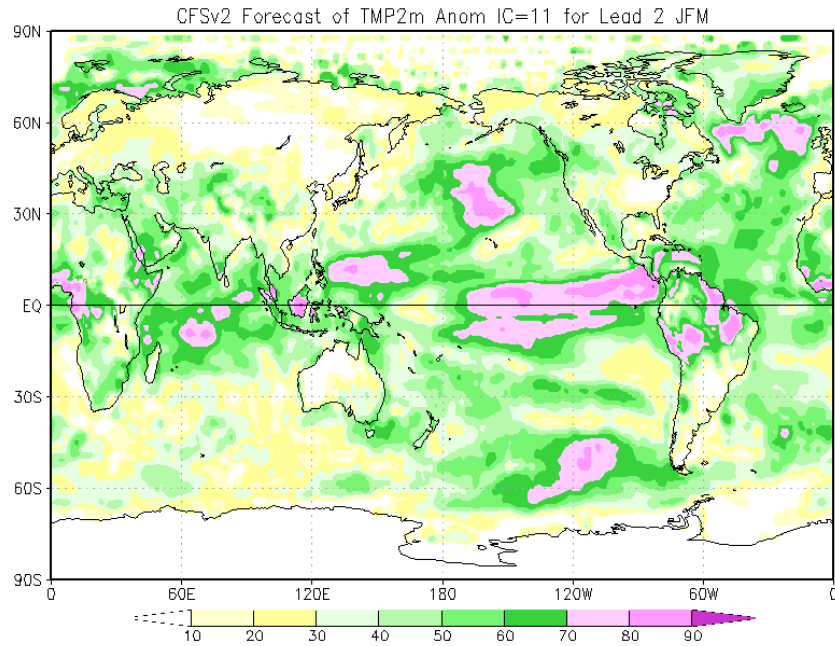 CFSv2 Forecast of TMP2m Anom IC=11 for Lead 2 JFM
90N
60N
30N
EQ
30S
60S
90S
0 60E 120E 180 120W 60W 0
10 20 30 40 50 60 70 80 90